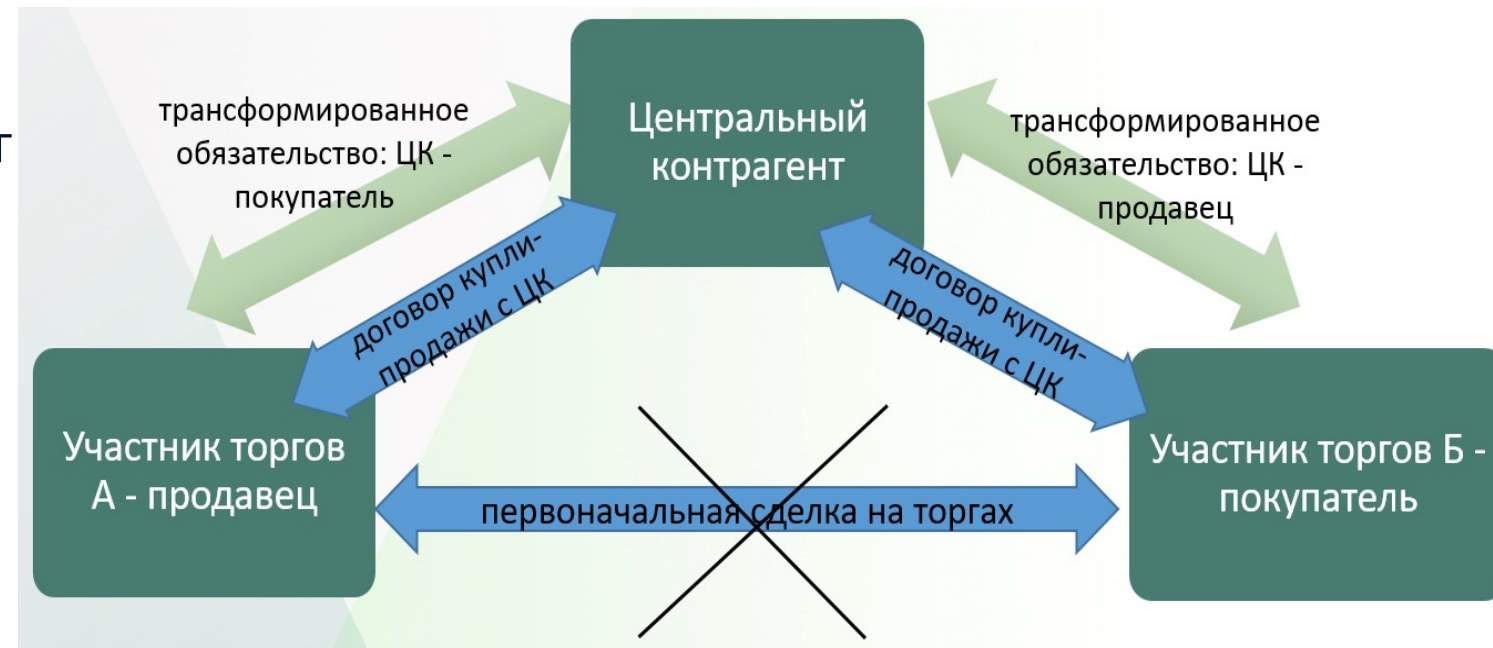 Центральный
контрагент
трансформированное
обязательство: ЦК -
покупатель
трансформированное
обязательство: ЦК -
продавец
т
договор купли-
продажи с ЦК
договор купли-
продажи с ЦК
Участник торгов
А - продавец
Участник торгов Б -
покупатель
первоначальная сделка на торгах